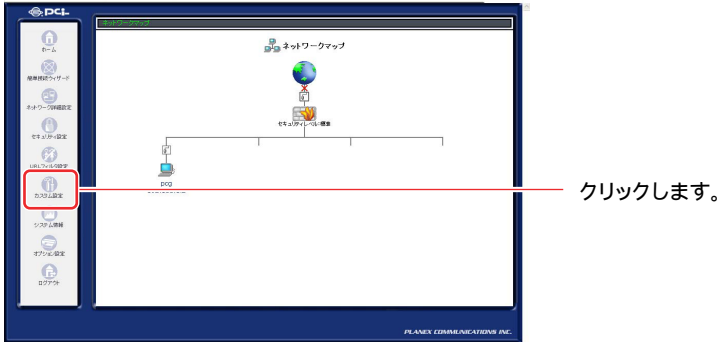 pci
ネットワークマップ
ホーム
ネットワークマップ
簡単接続ウィザード
ネットワーク詳細設定
セキュリティ設定
セキュリティレベル:標準
URLフィルタ設定
pcg
カスタム設定
クリックします。
システム情報
オプション設定
ログアウト
PLANEX COMMUNICATIONS INC.